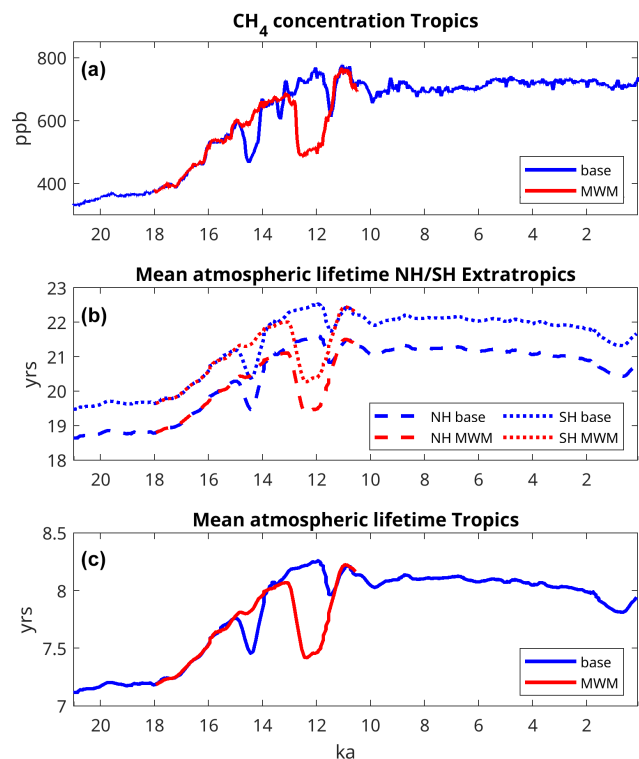 CH4 concentration Tropics
(a)
800
600
400
ppb
base
MWM
20 18 16 14 12 10 8 6 4 2
Mean atmospheric lifetime NH/SH Extratropics
(b)
23
22
21
20
19
18
yrs
NH base SH base
NH MWM SH MWM
20 18 16 14 12 10 8 6 4 2
Mean atmospheric lifetime Tropics
(c)
8.5
8
7.5
7
yrs
base
MWM
20 18 16 14 12 10 8 6 4 2
ka